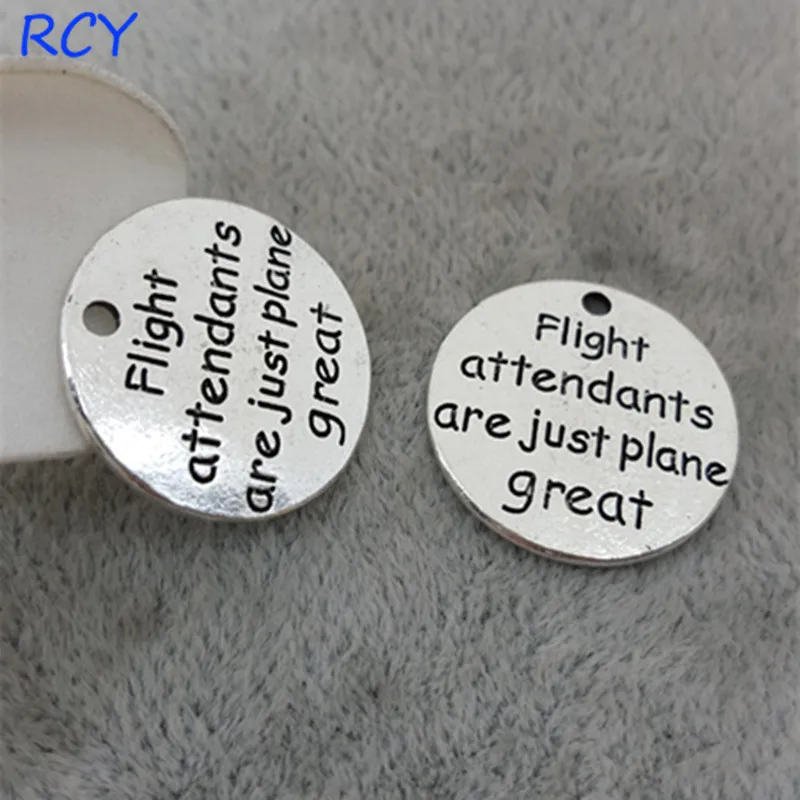 RCY
Flight
attendants
are just plane
great
Flight
attendants
are just plane
great